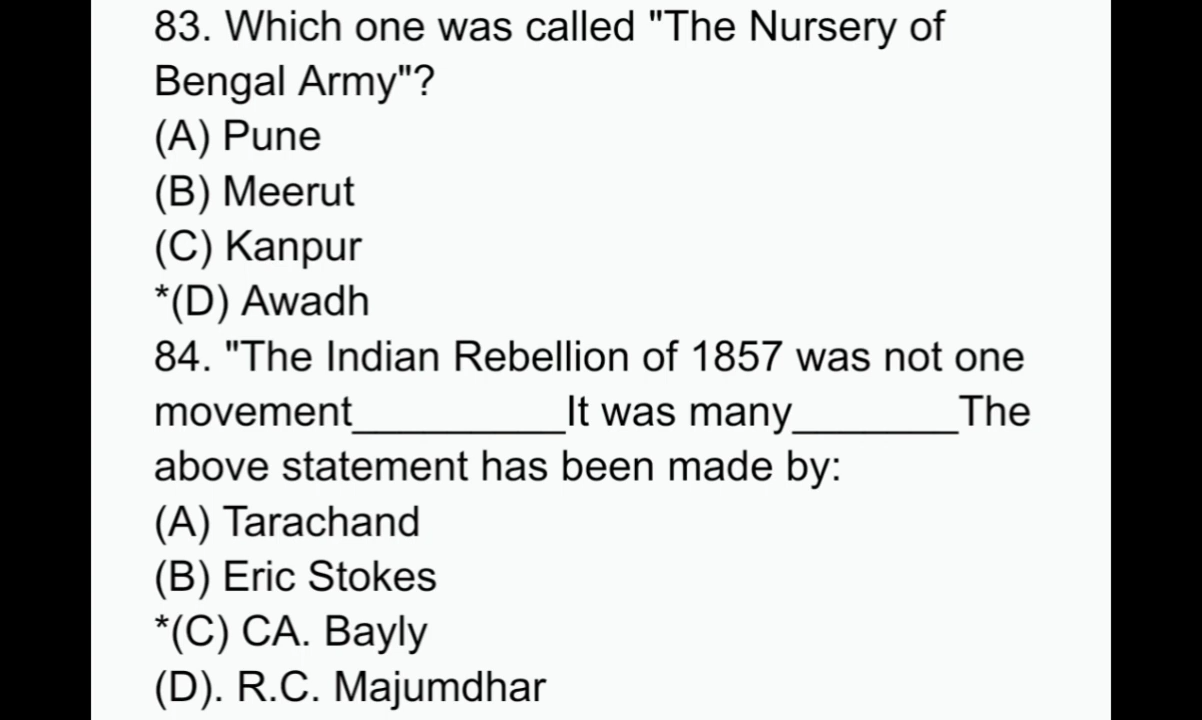 83. Which one was called "The Nursery of
Bengal Army"?
(A) Pune
(B) Meerut
(C) Kanpur
*(D) Awadh
84. "The Indian Rebellion of 1857 was not one
movement__________It was many________The
above statement has been made by:
(A) Tarachand
(B) Eric Stokes
*(C) CA. Bayly
(D). R.C. Majumdhar